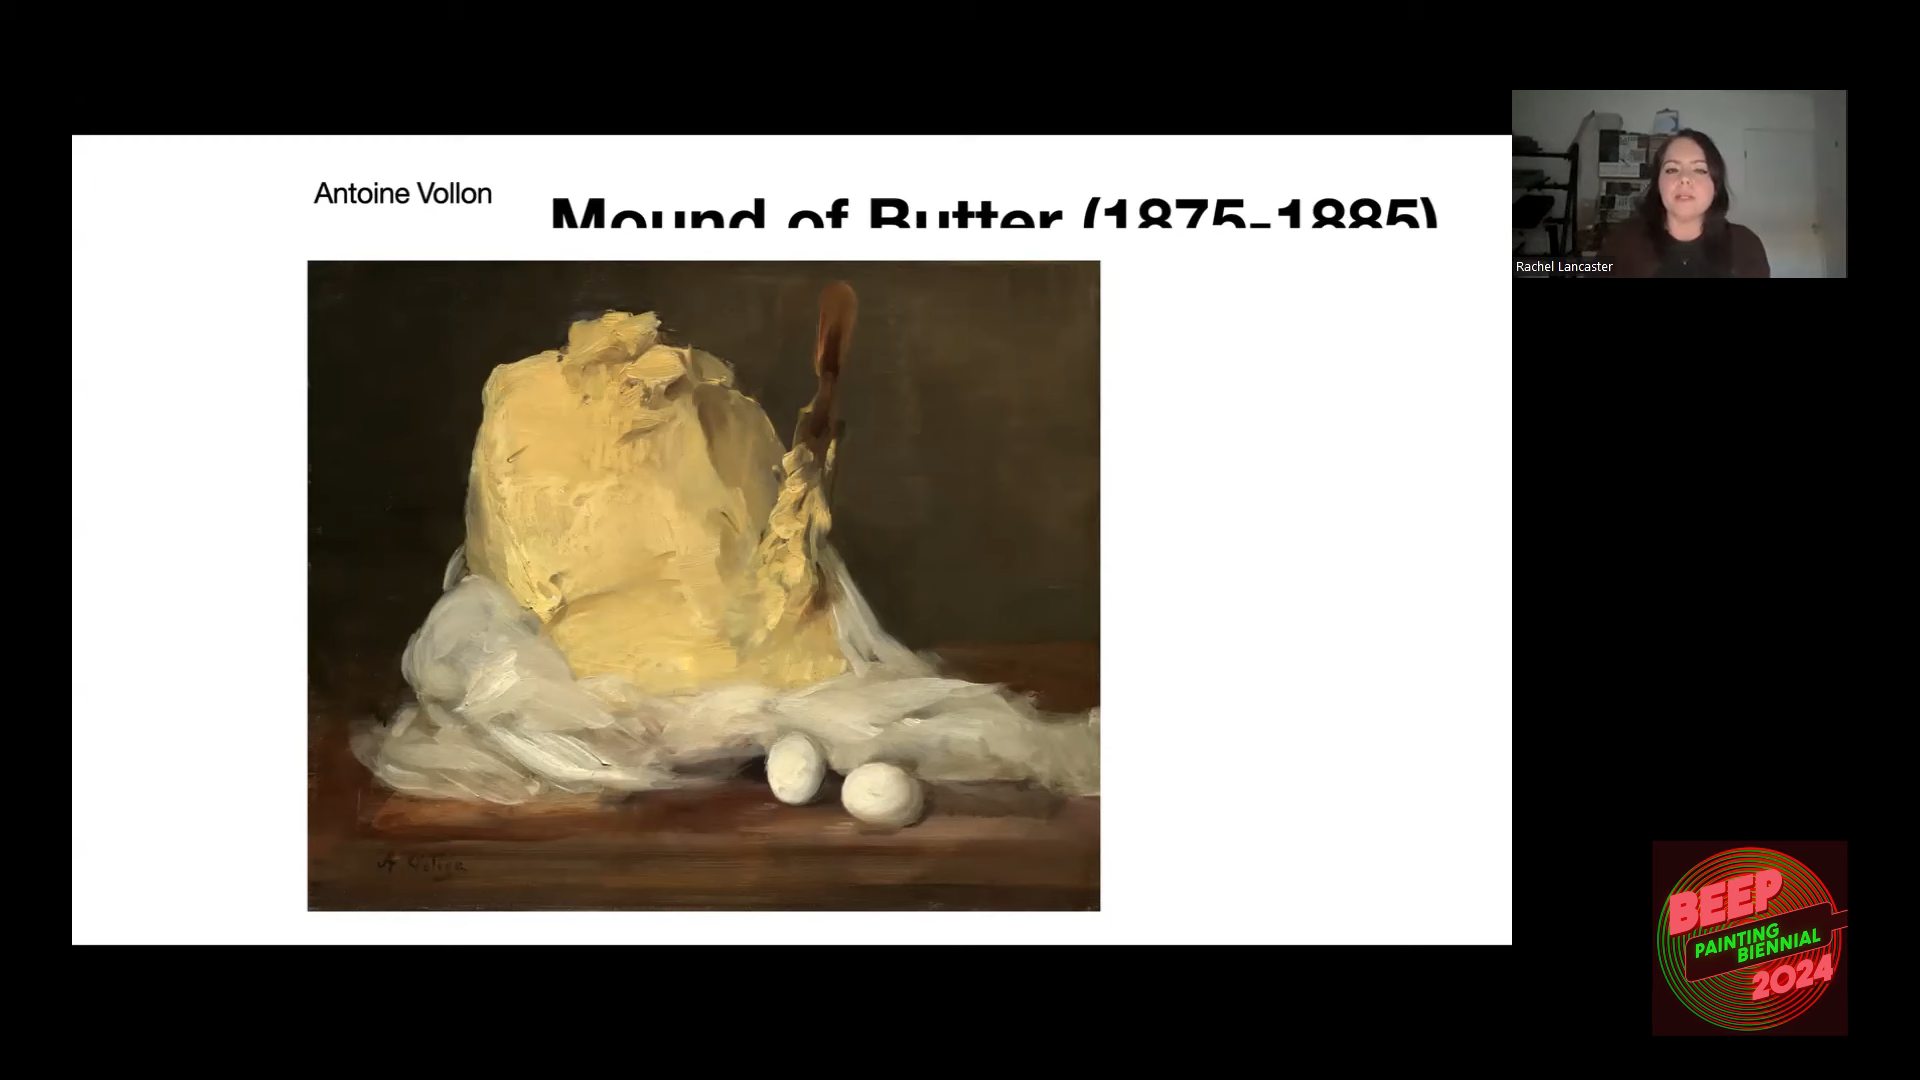 Antoine Vollon
Mound of Butter (1875-1885)
Rachel Lancaster
BEEP
PAINTING
BIENNIAL
2024